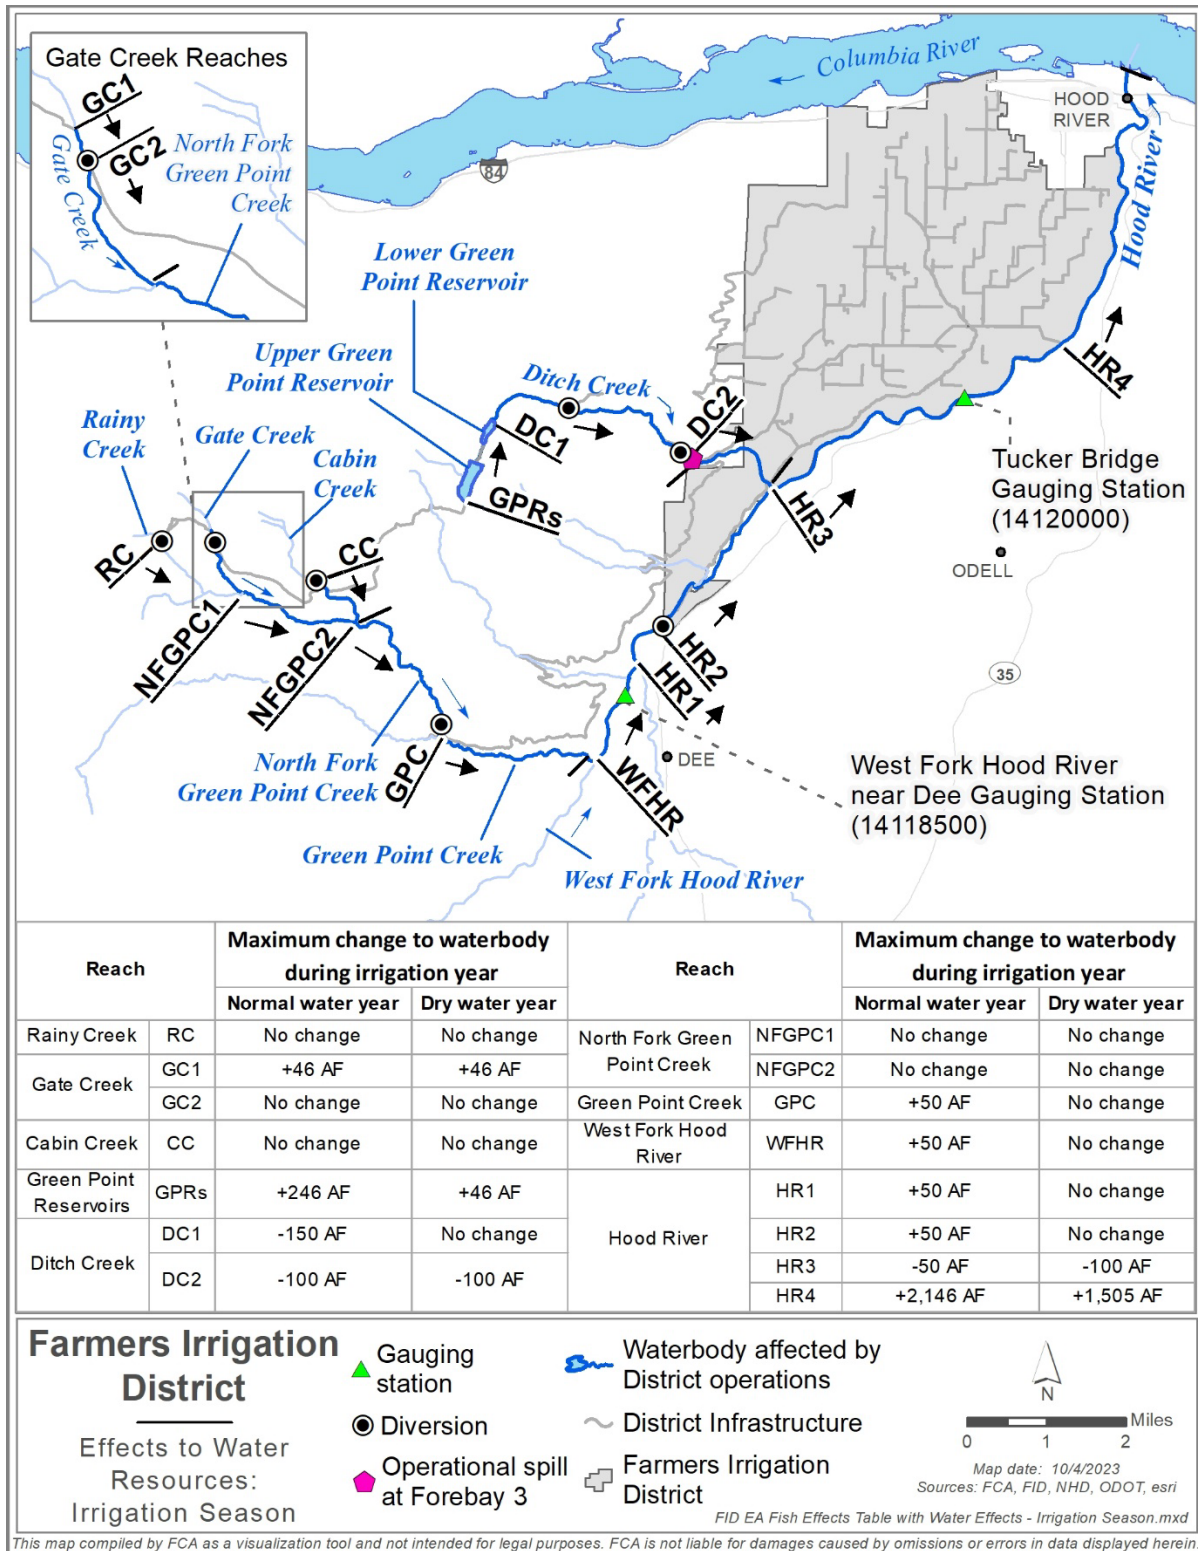 Gate Creek Reaches
GC1
GC2
Gate Creek
North Fork
Green Point
Creek
Columbia River
HOOD
RIVER
84
Hood River
Lower Green
Point Reservoir
Upper Green
Point Reservoir
Ditch Creek
DC2
DC1
HR4
Rainy
Creek
Gate Creek
Cabin
Creek
GPRs
HR3
Tucker Bridge
Gauging Station
(14120000)
ODELL
RC
CC
NFGPC1
NFGPC2
HR2
HR1
35
GPC
WFHR
DEE
North Fork
Green Point Creek
West Fork Hood River
near Dee Gauging Station
(14118500)
Green Point Creek
West Fork Hood River
Reach
Maximum change to waterbody
during irrigation year
Reach
Maximum change to waterbody
during irrigation year
Normal water year Dry water year
Normal water year Dry water year
Rainy Creek RC No change No change
Gate Creek GC1 +46 AF +46 AF
GC2 No change No change
Cabin Creek CC No change No change
Green Point
Reservoirs GPRs +246 AF +46 AF
Ditch Creek DC1 -150 AF No change
DC2 -100 AF -100 AF
North Fork Green
Point Creek NFGPC1 No change No change
NFGPC2 No change No change
Green Point Creek GPC +50 AF No change
West Fork Hood
River WFHR +50 AF No change
Hood River HR1 +50 AF No change
HR2 +50 AF No change
HR3 -50 AF -100 AF
HR4 +2,146 AF +1,505 AF
Farmers Irrigation
District
Effects to Water
Resources:
Irrigation Season
Gauging
station
Diversion
Operational spill
at Forebay 3
Waterbody affected by
District operations
District Infrastructure
Farmers Irrigation
District
N
Miles
0 1 2
Map date: 10/4/2023
Sources: FCA, FID, NHD, ODOT, esri
FID EA Fish Effects Table with Water Effects - Irrigation Season.mxd
This map compiled by FCA as a visualization tool and not intended for legal purposes. FCA is not liable for damages caused by omissions or errors in data displayed herein.